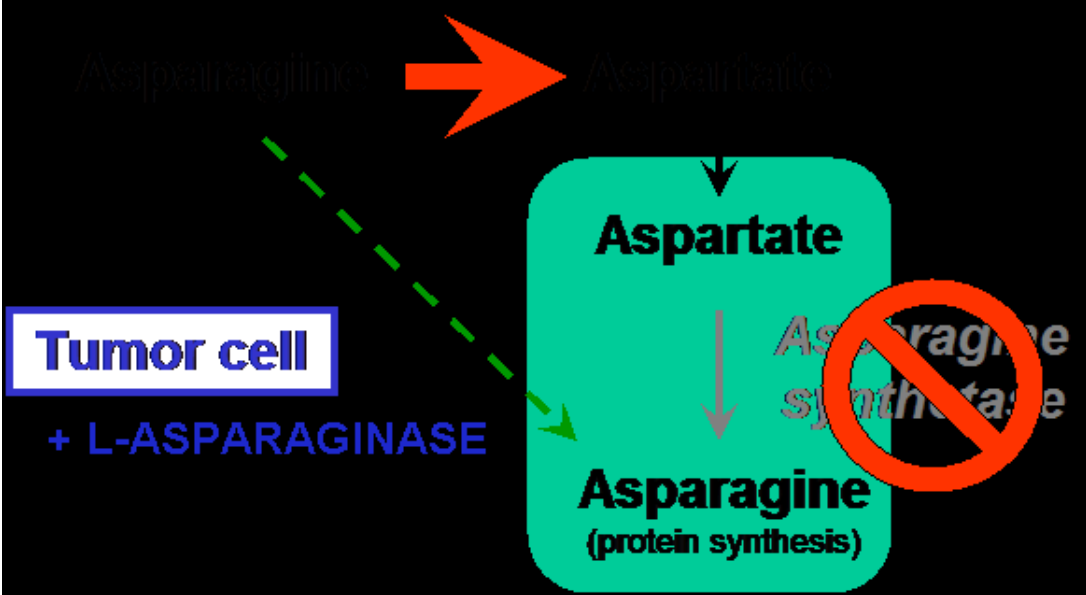 Asparagine Aspartate
Aspartate
Tumor cell
Asparagine
synthetase
+ L-ASPARAGINASE
Asparagine
(protein synthesis)